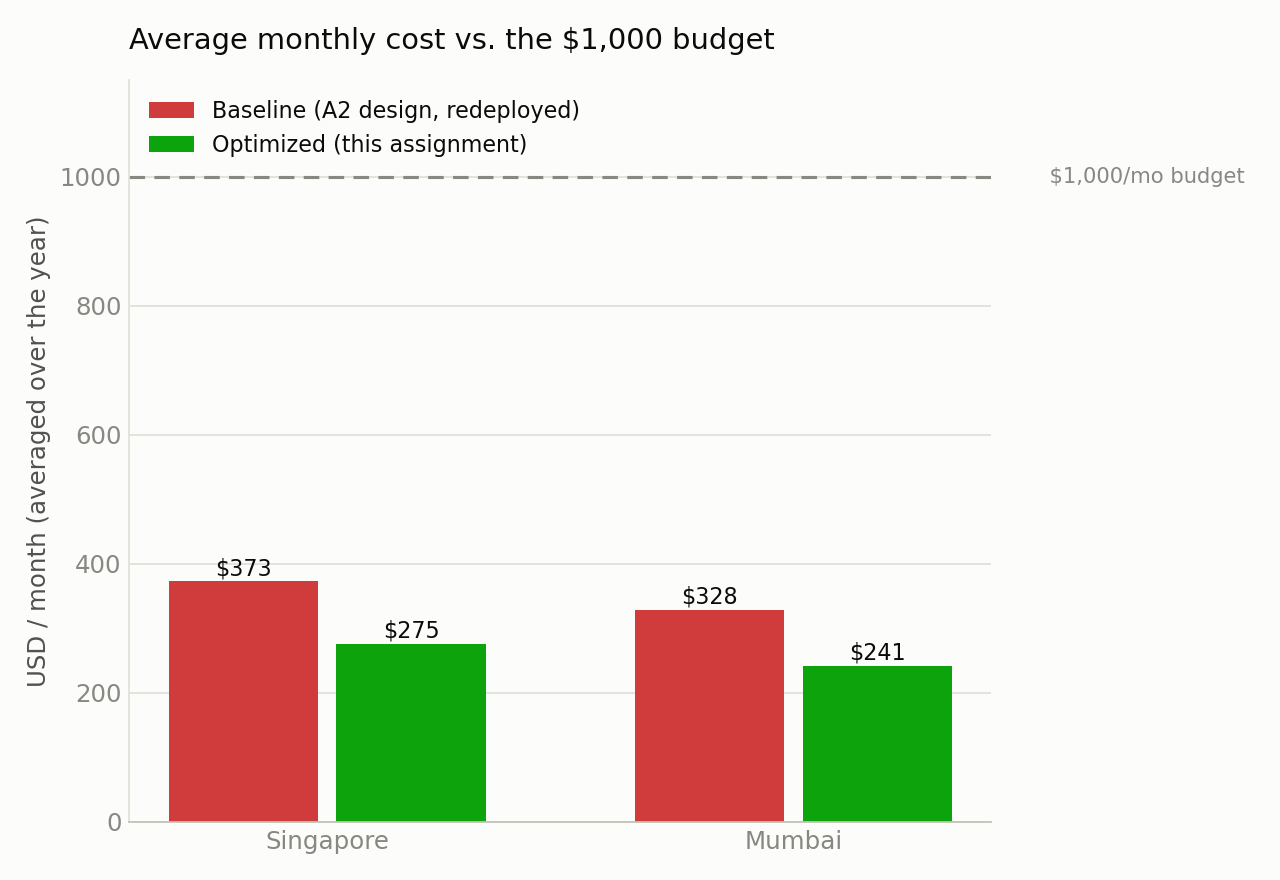 Average monthly cost vs. the $1,000 budget
Baseline (A2 design, redeployed)
Optimized (this assignment)
1000
$1,000/mo budget
800
600
400
200
0
USD / month (averaged over the year)
$373
$275
$328
$241
Singapore
Mumbai